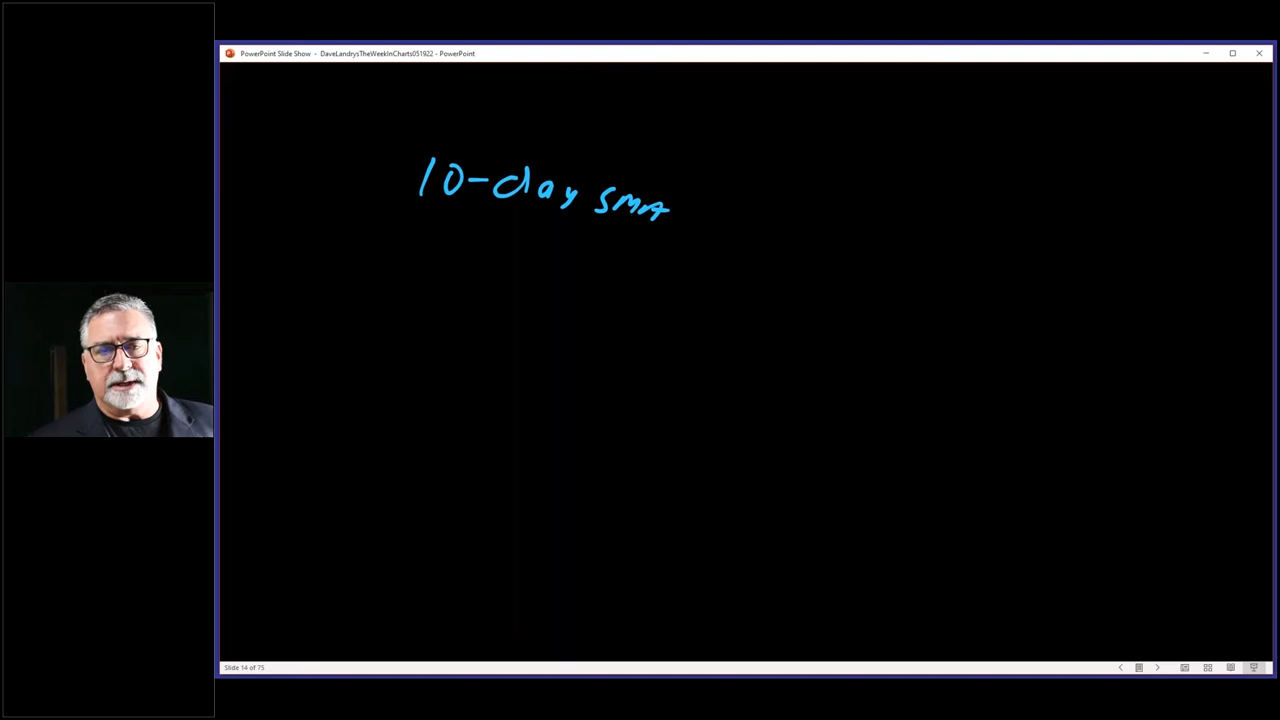 PowerPoint Slide Show - DaveLandrysTheWeekInCharts051922 - PowerPoint
10-day SMA
Slide 14 of 75